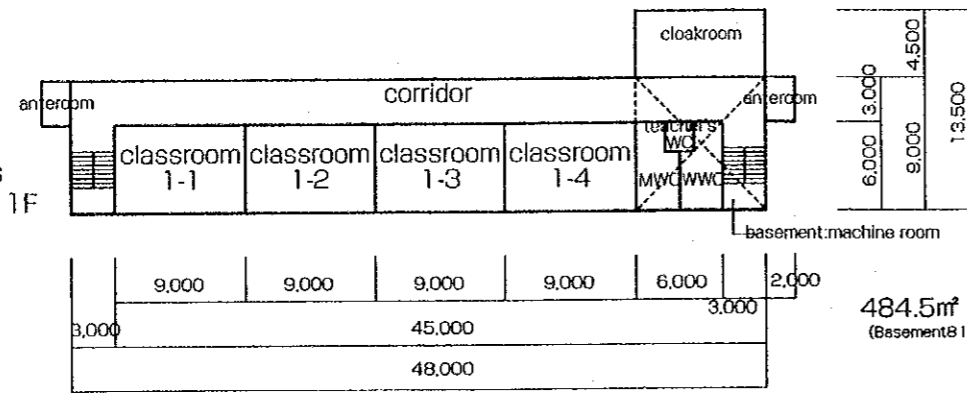 cloakroom
anteroom
corridor
anteroom
teacher's
WC
classroom
1-1
classroom
1-2
classroom
1-3
classroom
1-4
MWC
WWC
1F
basement:machine room
4.500
3.000
13.500
6.000
9.000
9,000
9,000
9,000
9,000
6,000
2,000
3,000
3,000
45,000
48,000
484.5㎡
(Basement81